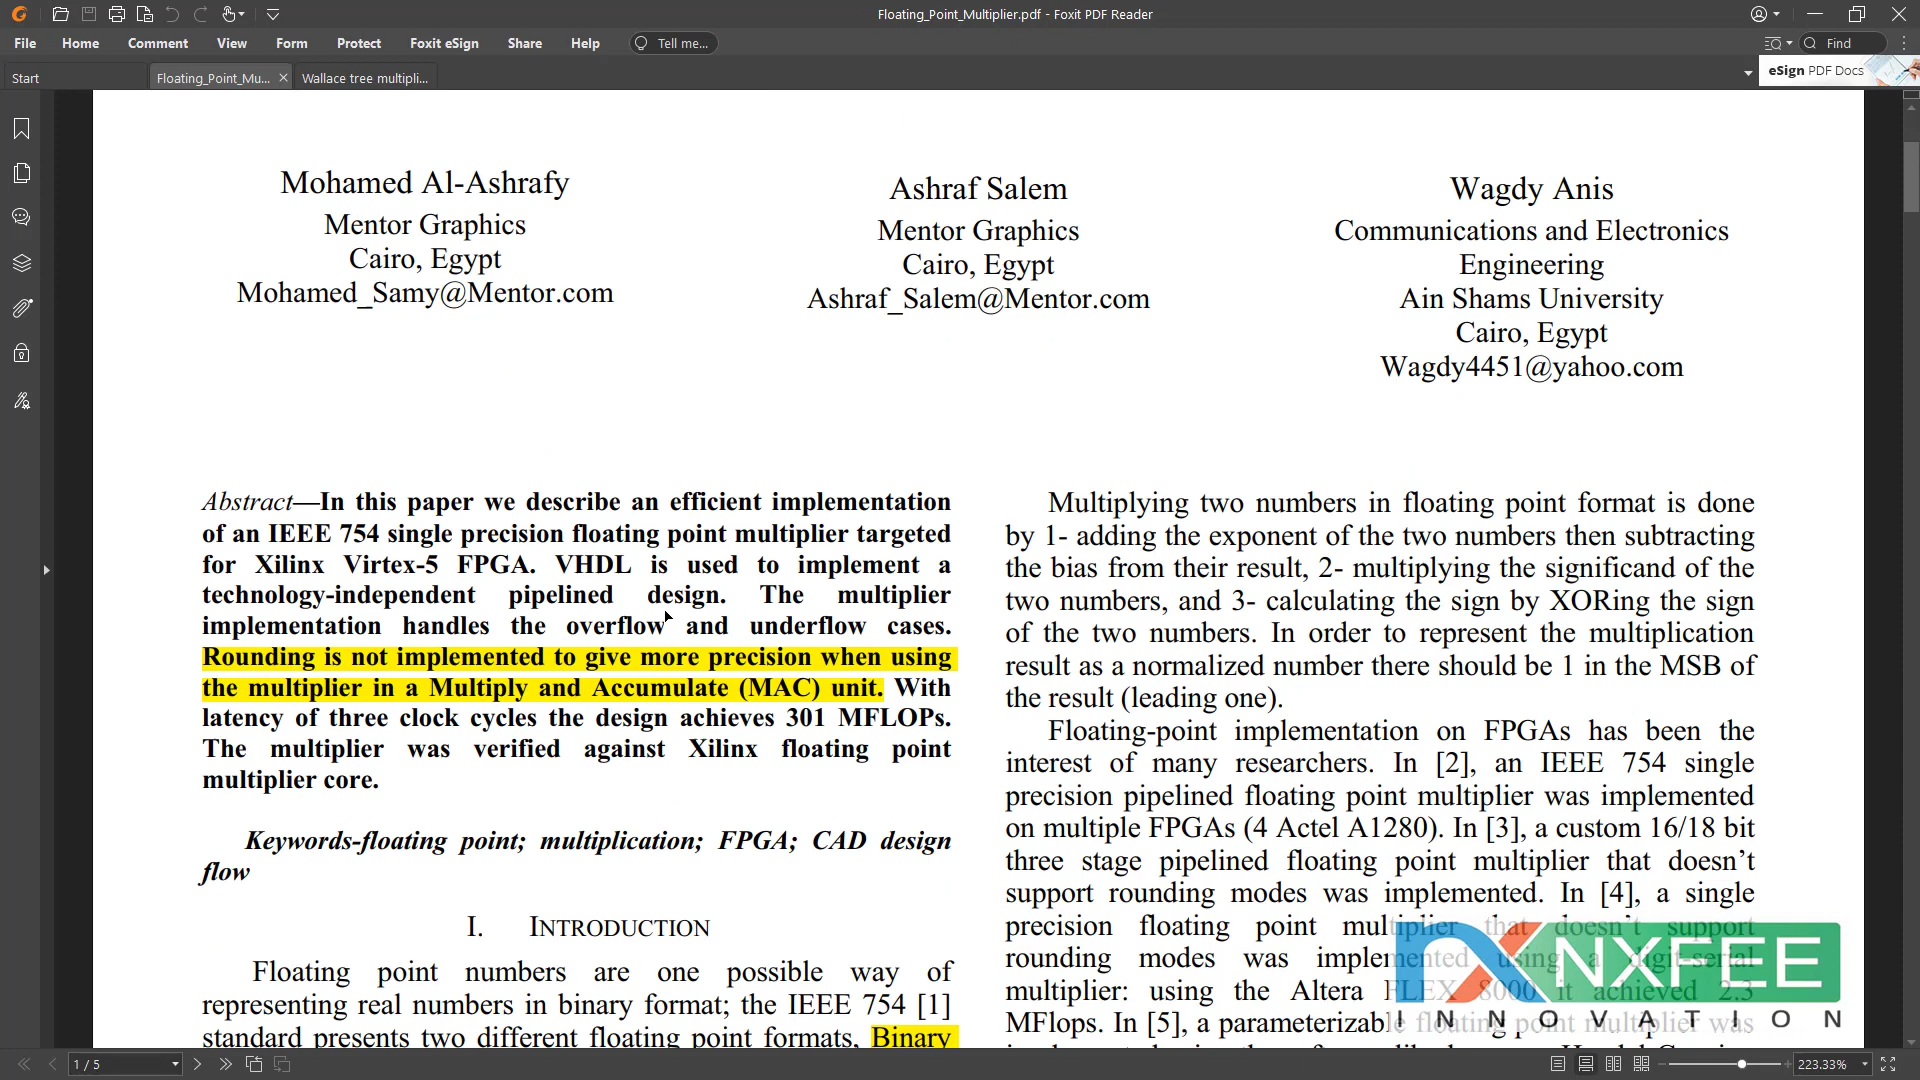 Floating_Point_Multiplier.pdf - Foxit PDF Reader
File Home Comment View Form Protect Foxit eSign Share Help Tell me... Find
Start Floating_Point_Mu... Wallace tree multipli... eSign PDF Docs
Mohamed Al-Ashrafy
Mentor Graphics
Cairo, Egypt
Mohamed_Samy@Mentor.com
Ashraf Salem
Mentor Graphics
Cairo, Egypt
Ashraf_Salem@Mentor.com
Wagdy Anis
Communications and Electronics
Engineering
Ain Shams University
Cairo, Egypt
Wagdy4451@yahoo.com
Abstract—In this paper we describe an efficient implementation
of an IEEE 754 single precision floating point multiplier targeted
for Xilinx Virtex-5 FPGA. VHDL is used to implement a
technology-independent pipelined design. The multiplier
implementation handles the overflow and underflow cases.
Rounding is not implemented to give more precision when using
the multiplier in a Multiply and Accumulate (MAC) unit. With
latency of three clock cycles the design achieves 301 MFLOPs.
The multiplier was verified against Xilinx floating point
multiplier core.
Keywords-floating point; multiplication; FPGA; CAD design
flow
I. INTRODUCTION
Floating point numbers are one possible way of
representing real numbers in binary format; the IEEE 754 [1]
standard presents two different floating point formats, Binary
Multiplying two numbers in floating point format is done
by 1- adding the exponent of the two numbers then subtracting
the bias from their result, 2- multiplying the significand of the
two numbers, and 3- calculating the sign by XORing the sign
of the two numbers. In order to represent the multiplication
result as a normalized number there should be 1 in the MSB of
the result (leading one).
Floating-point implementation on FPGAs has been the
interest of many researchers. In [2], an IEEE 754 single
precision pipelined floating point multiplier was implemented
on multiple FPGAs (4 Actel A1280). In [3], a custom 16/18 bit
three stage pipelined floating point multiplier that doesn't
support rounding modes was implemented. In [4], a single
precision floating point multiplier that doesn't support
rounding modes was implemented using a digit-serial
multiplier: using the Altera FLEX 8000 it achieved 2.3
MFlops. In [5], a parameterizable floating point multiplier was
NXFEE
INNOVATION
1 / 5
223.33%